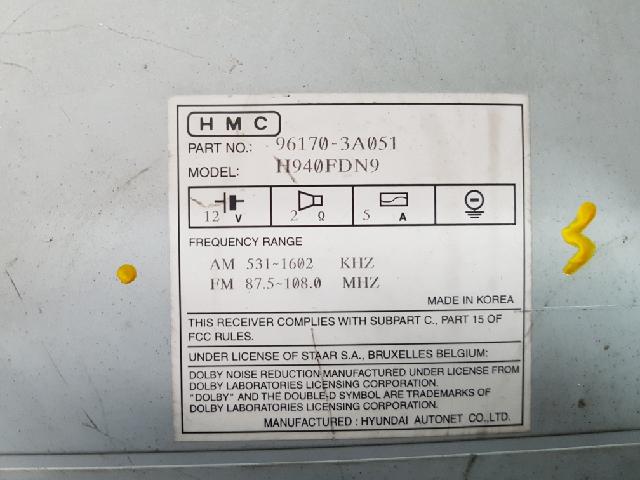 HMC
PART NO.: 96170-3A051
MODEL: H940FDN9
12 V 2 Ω 5 A
FREQUENCY RANGE
AM 531~1602 KHZ
FM 87.5~108.0 MHZ
MADE IN KOREA
THIS RECEIVER COMPLIES WITH SUBPART C., PART 15 OF
FCC RULES.
UNDER LICENSE OF STAAR S.A., BRUXELLES BELGIUM:
DOLBY NOISE REDUCTION MANUFACTURED UNDER LICENSE FROM
DOLBY LABORATORIES LICENSING CORPORATION.
"DOLBY" AND THE DOUBLE-D SYMBOL ARE TRADEMARKS OF
DOLBY LABORATORIES LICENSING CORPORATION.
MANUFACTURED : HYUNDAI AUTONET CO.,LTD.